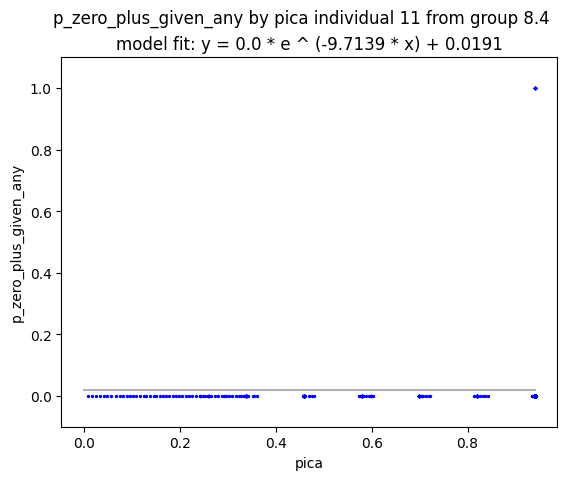 p_zero_plus_given_any by pica individual 11 from group 8.4
model fit: y = 0.0 * e ^ (-9.7139 * x) + 0.0191
p_zero_plus_given_any
1.0
0.8
0.6
0.4
0.2
0.0
0.0 0.2 0.4 0.6 0.8
pica